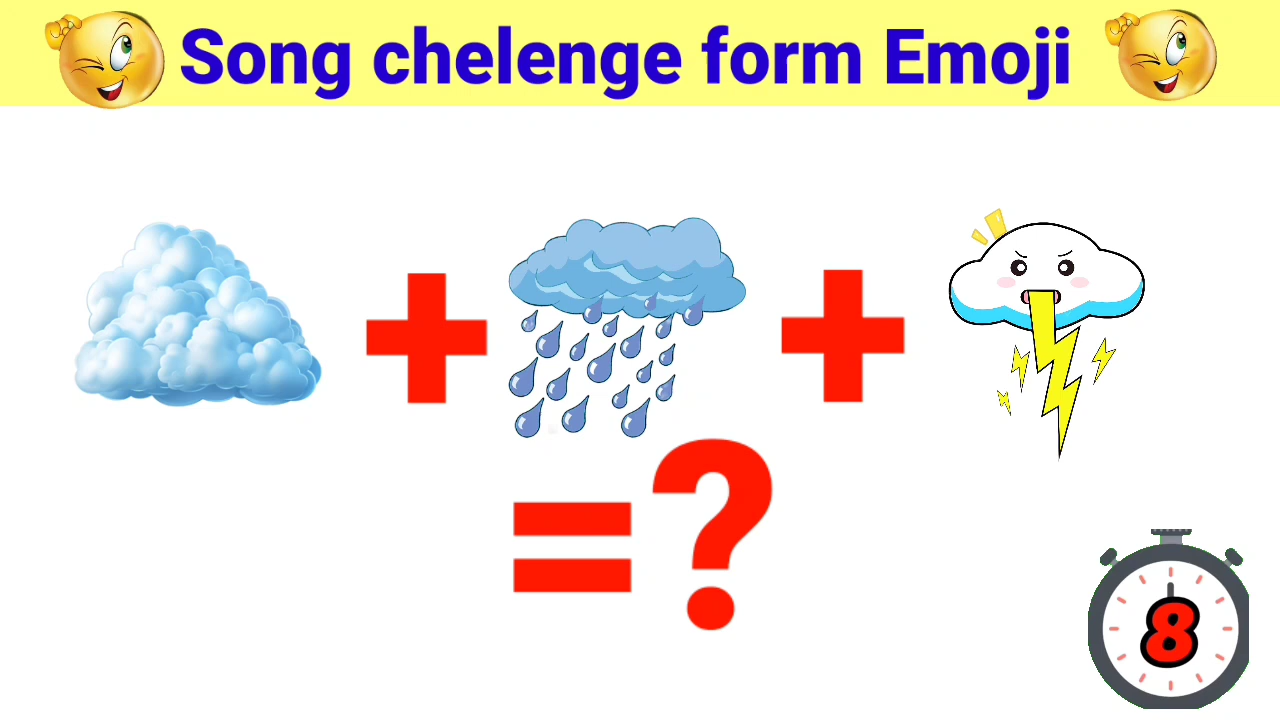 Song chelenge form Emoji
+ +
= ?
8